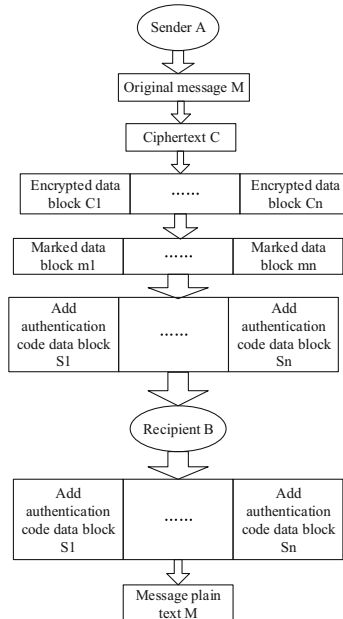 Sender A
Original message M
Ciphertext C
Encrypted data
block C1
......
Encrypted data
block Cn
Marked data
block m1
......
Marked data
block mn
Add
authentication
code data block
S1
......
Add
authentication
code data block
Sn
Recipient B
Add
authentication
code data block
S1
......
Add
authentication
code data block
Sn
Message plain
text M